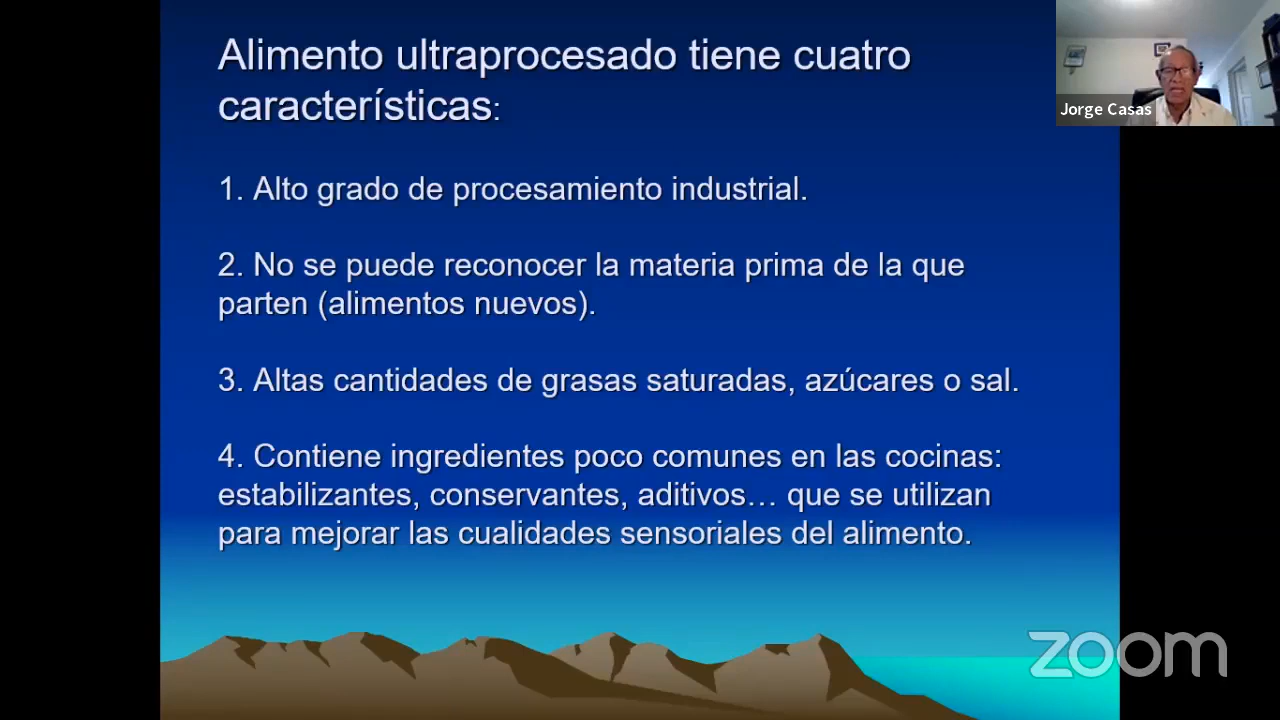 Alimento ultraprocesado tiene cuatro
características:
1. Alto grado de procesamiento industrial.
2. No se puede reconocer la materia prima de la que
parten (alimentos nuevos).
3. Altas cantidades de grasas saturadas, azúcares o sal.
4. Contiene ingredientes poco comunes en las cocinas:
estabilizantes, conservantes, aditivos… que se utilizan
para mejorar las cualidades sensoriales del alimento.
Jorge Casas
zoom